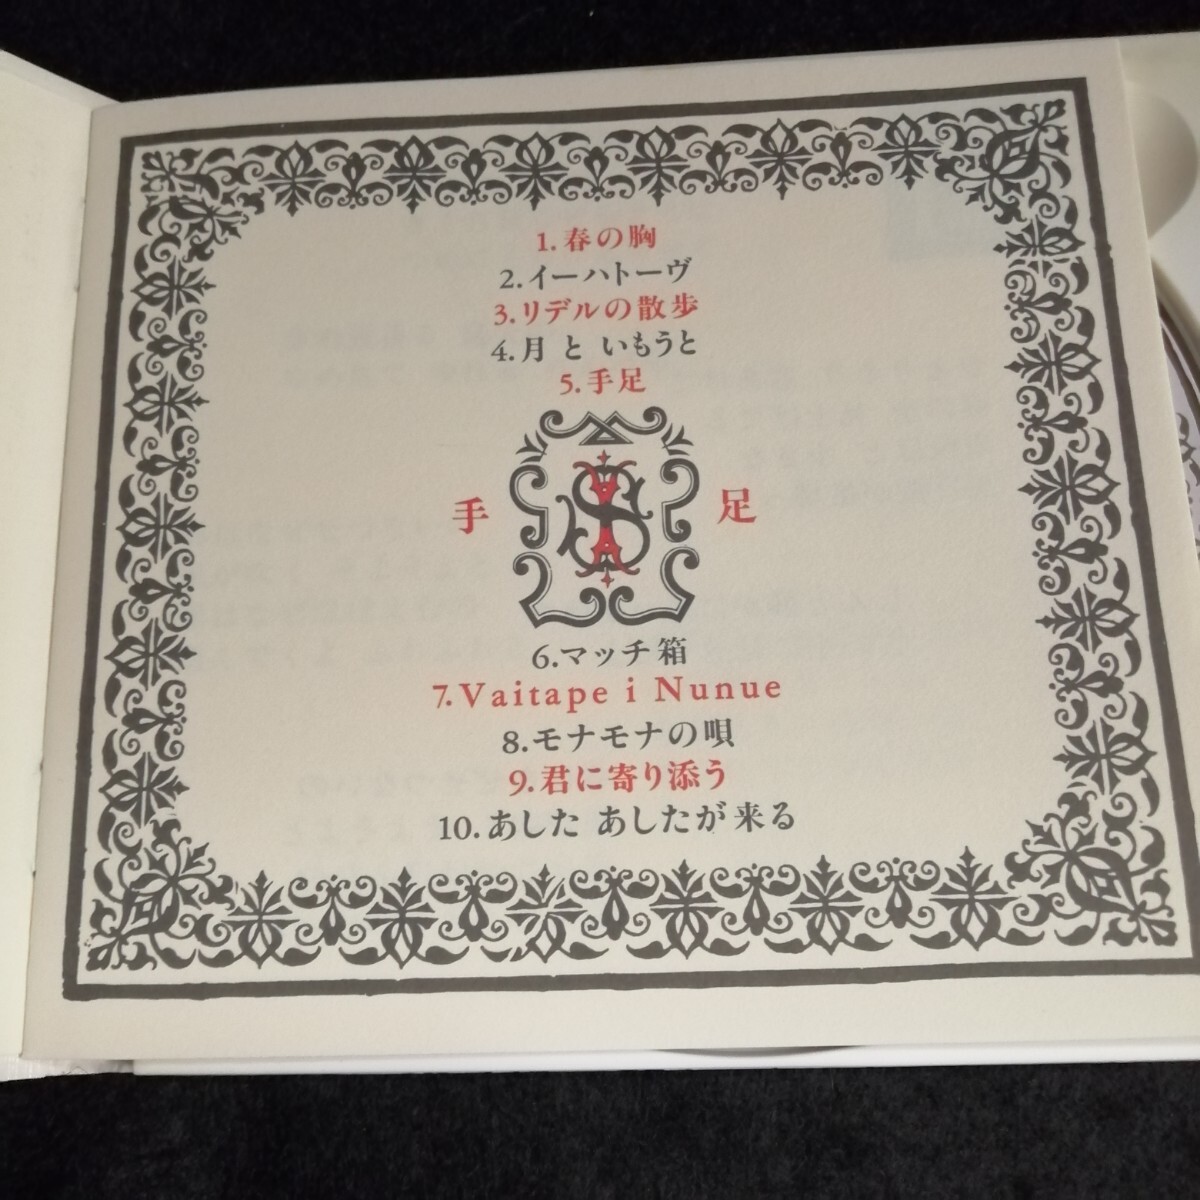 1. 春の胸
2. イーハトーヴ
3. リデルの散歩
4. 月 と いもうと
5. 手足
手 足
6. マッチ箱
7. Vaitape i Nunue
8. モナモナの唄
9. 君に寄り添う
10. あした あしたが来る